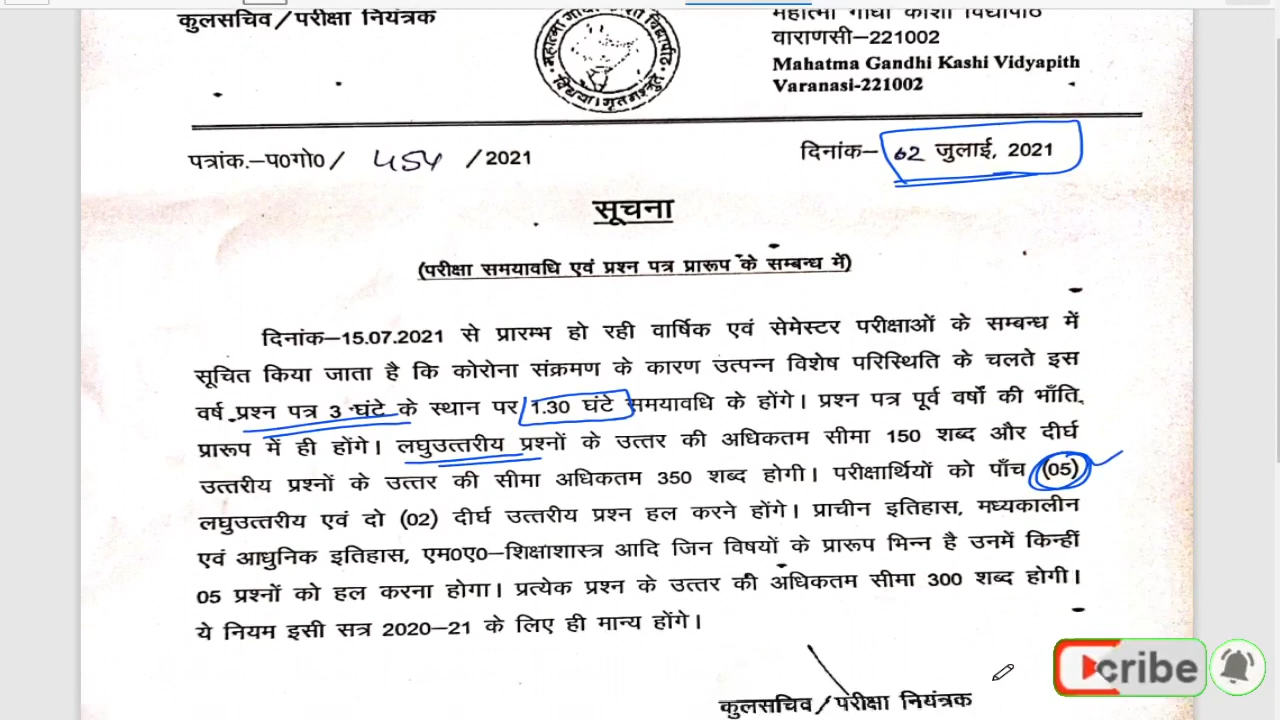 कुलसचिव/परीक्षा नियंत्रक
महात्मा गांधी काशी विद्यापीठ
वाराणसी–221002
Mahatma Gandhi Kashi Vidyapith
Varanasi-221002
पत्रांक.–प0गो0/ 454 /2021
दिनांक– 02 जुलाई, 2021
सूचना
(परीक्षा समयावधि एवं प्रश्न पत्र प्रारूप के सम्बन्ध में)
दिनांक–15.07.2021 से प्रारम्भ हो रही वार्षिक एवं सेमेस्टर परीक्षाओं के सम्बन्ध में
सूचित किया जाता है कि कोरोना संक्रमण के कारण उत्पन्न विशेष परिस्थिति के चलते इस
वर्ष प्रश्न पत्र 3 घंटे के स्थान पर 1.30 घंटे समयावधि के होंगे। प्रश्न पत्र पूर्व वर्षों की भाँति
प्रारूप में ही होंगे। लघुउत्तरीय प्रश्नों के उत्तर की अधिकतम सीमा 150 शब्द और दीर्घ
उत्तरीय प्रश्नों के उत्तर की सीमा अधिकतम 350 शब्द होगी। परीक्षार्थियों को पाँच (05)
लघुउत्तरीय एवं दो (02) दीर्घ उत्तरीय प्रश्न हल करने होंगे। प्राचीन इतिहास, मध्यकालीन
एवं आधुनिक इतिहास, एम0ए0–शिक्षाशास्त्र आदि जिन विषयों के प्रारूप भिन्न है उनमें किन्हीं
05 प्रश्नों को हल करना होगा। प्रत्येक प्रश्न के उत्तर की अधिकतम सीमा 300 शब्द होगी।
ये नियम इसी सत्र 2020–21 के लिए ही मान्य होंगे।
कुलसचिव/परीक्षा नियंत्रक
cribe